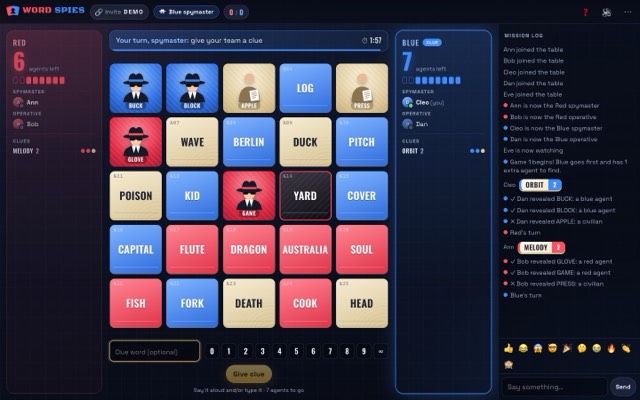 WORD SPIES
Invite DEMO
Blue spymaster
0 : 0
RED
6 agents left
SPYMASTER
Ann
OPERATIVE
Bob
CLUES
MELODY 2
Your turn, spymaster: give your team a clue
1:57
BUCK
BLOCK
APPLE
LOG
PRESS
GLOVE
WAVE
BERLIN
DUCK
PITCH
POISON
KID
GAME
YARD
COVER
CAPITAL
FLUTE
DRAGON
AUSTRALIA
SOUL
FISH
FORK
DEATH
COOK
HEAD
Clue word (optional)
0 1 2 3 4 5 6 7 8 9 ∞
Give clue
Say it aloud and/or type it · 7 agents to go
BLUE CLUE
7 agents left
SPYMASTER
Cleo (you)
OPERATIVE
Dan
CLUES
ORBIT 2
MISSION LOG
Ann joined the table
Bob joined the table
Cleo joined the table
Dan joined the table
Eve joined the table
Ann is now the Red spymaster
Bob is now the Red operative
Cleo is now the Blue spymaster
Dan is now the Blue operative
Eve is now watching
Game 1 begins! Blue goes first and has 1
extra agent to find.
Cleo ORBIT 2
✓ Dan revealed BUCK: a blue agent
✓ Dan revealed BLOCK: a blue agent
✕ Dan revealed APPLE: a civilian
Red's turn
Ann MELODY 2
✓ Bob revealed GLOVE: a red agent
✓ Bob revealed GAME: a red agent
✕ Bob revealed PRESS: a civilian
Blue's turn
Say something...
Send